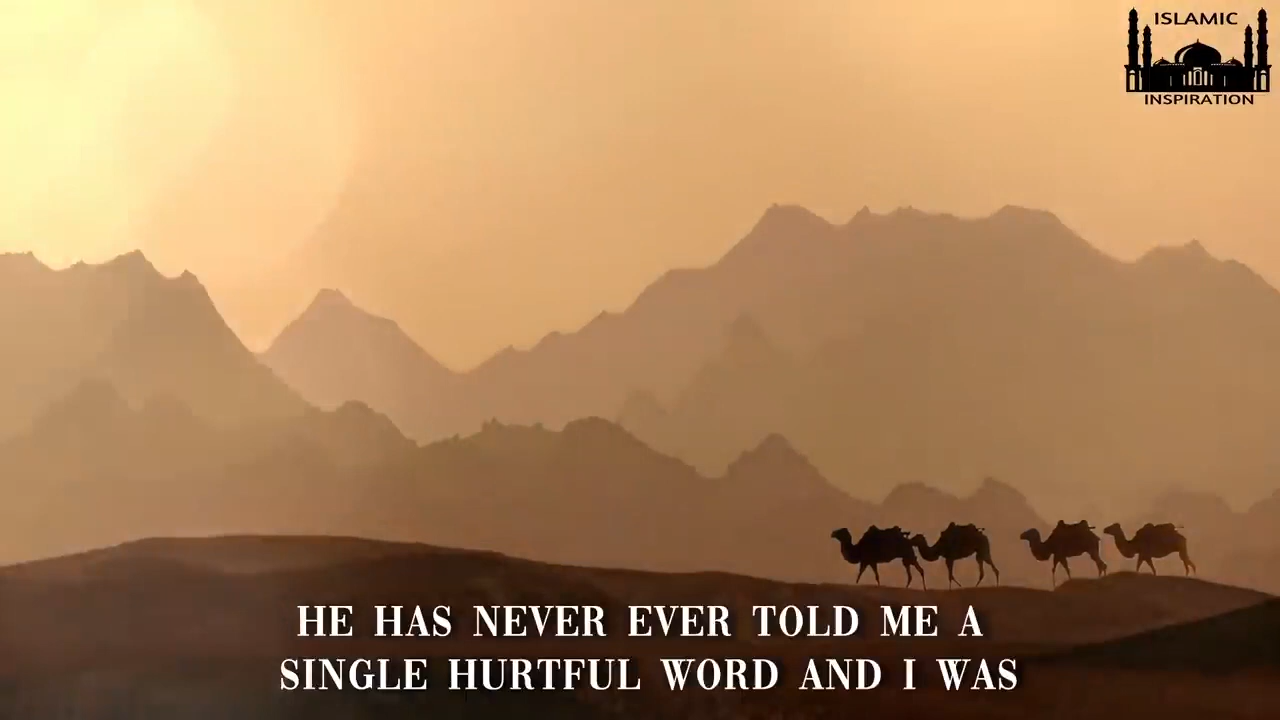 ISLAMIC
INSPIRATION
HE HAS NEVER EVER TOLD ME A
SINGLE HURTFUL WORD AND I WAS